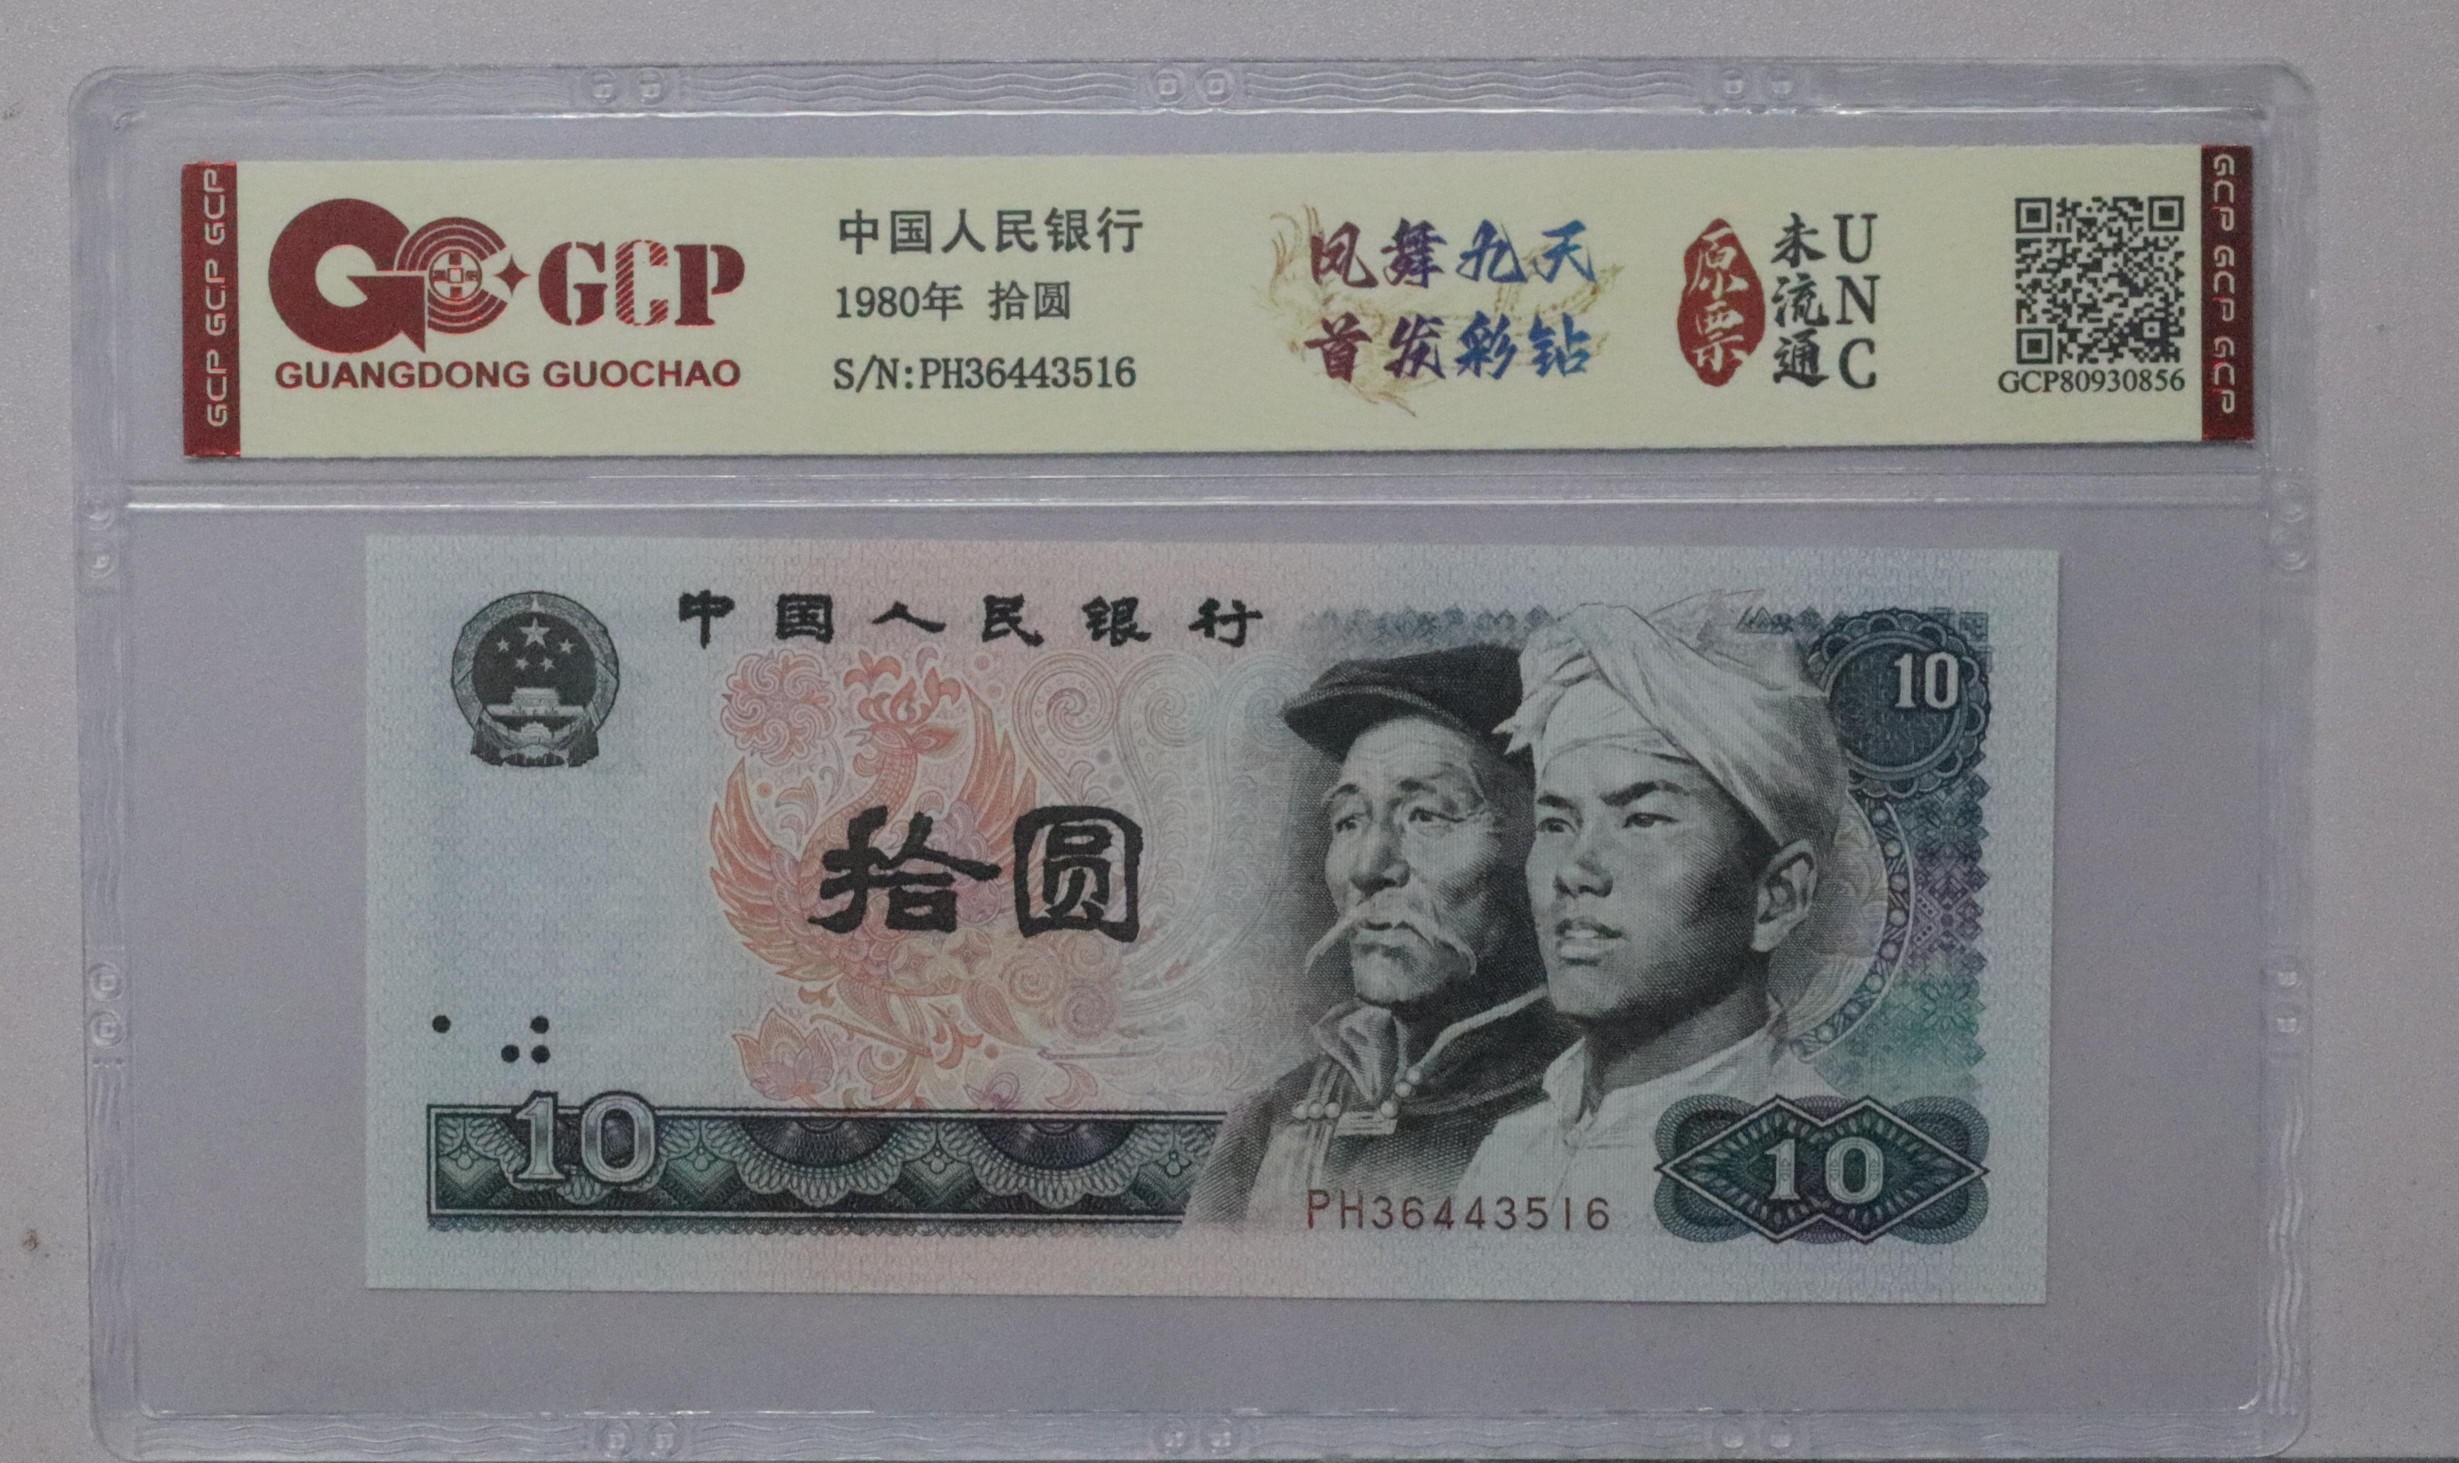 GCP GCP GCP
GCP
GUANGDONG GUOCHAO
中国人民银行
1980年 拾圆
S/N:PH36443516
凤舞九天
首发彩钻
原票
未流通
UNC
GCP80930856
GCP GCP GCP
中国人民银行
10
拾圆
10
PH36443516
10